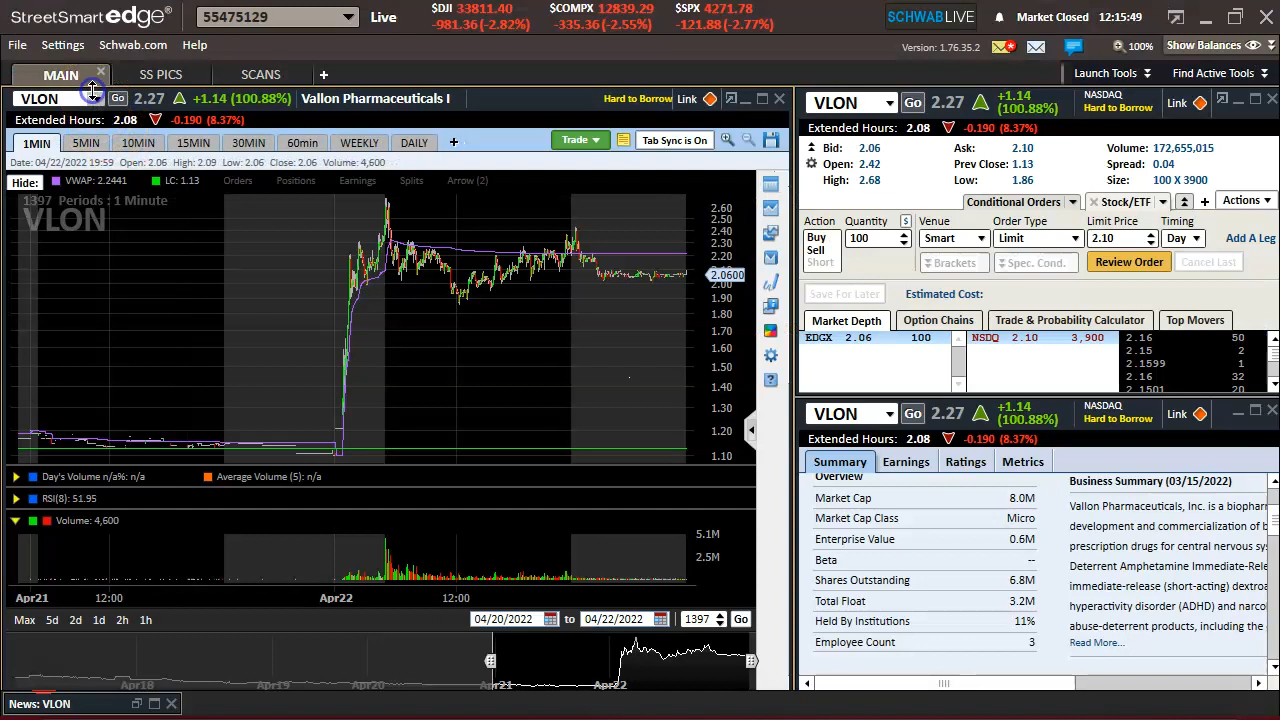 StreetSmartedge®
55475129
Live
$DJI 33811.40
-981.36 (-2.82%)
$COMPX 12839.29
-335.36 (-2.55%)
$SPX 4271.78
-121.88 (-2.77%)
SCHWABLIVE
Market Closed
12:15:49
File Settings Schwab.com Help
Version: 1.76.35.2
100%
Show Balances
MAIN
SS PICS
SCANS
+
Launch Tools
Find Active Tools
VLON Go 2.27 +1.14 (100.88%) Vallon Pharmaceuticals I
Hard to Borrow
Link
Extended Hours: 2.08 -0.190 (8.37%)
1MIN 5MIN 10MIN 15MIN 30MIN 60min WEEKLY DAILY +
Trade
Tab Sync is On
Date: 04/22/2022 19:59 Open: 2.06 High: 2.09 Low: 2.06 Close: 2.06 Volume: 4,600
Hide: VWAP: 2.2441 LC: 1.13 Orders Positions Earnings Splits Arrow (2)
1397 Periods : 1 Minute
VLON
2.60
2.50
2.40
2.30
2.20
2.10
2.0600
2.00
1.90
1.80
1.70
1.60
1.50
1.40
1.30
1.20
1.10
Day's Volume n/a%: n/a
Average Volume (5): n/a
RSI(8): 51.95
Volume: 4,600
5.1M
2.5M
Apr21 12:00 Apr22 12:00
Max 5d 2d 1d 2h 1h
04/20/2022 to 04/22/2022 1397 Go
Apr18 Apr19 Apr20 Apr21 Apr22
News: VLON
VLON Go 2.27 +1.14
(100.88%)
NASDAQ
Hard to Borrow
Link
Extended Hours: 2.08 -0.190 (8.37%)
Bid: 2.06 Ask: 2.10 Volume: 172,655,015
Open: 2.42 Prev Close: 1.13 Spread: 0.04
High: 2.68 Low: 1.86 Size: 100 X 3900
Conditional Orders
Stock/ETF
+
Actions
Action Quantity $ Venue Order Type Limit Price Timing
Buy
Sell
Short
100 Smart Limit 2.10 Day
Add A Leg
Brackets
Spec. Cond.
Review Order
Cancel Last
Save For Later
Estimated Cost:
Market Depth
Option Chains
Trade & Probability Calculator
Top Movers
EDGX 2.06 100
NSDQ 2.10 3,900
2.16 50
2.15 2
2.1599 1
2.16 32
2.1501 20
VLON Go 2.27 +1.14
(100.88%)
NASDAQ
Hard to Borrow
Link
Extended Hours: 2.08 -0.190 (8.37%)
Summary Earnings Ratings Metrics
Overview
Market Cap 8.0M
Market Cap Class Micro
Enterprise Value 0.6M
Beta --
Shares Outstanding 6.8M
Total Float 3.2M
Held By Institutions 11%
Employee Count 3
Business Summary (03/15/2022)
Vallon Pharmaceuticals, Inc. is a biopharm
development and commercialization of
prescription drugs for central nervous sys
Deterrent Amphetamine Immediate-Rele
immediate-release (short-acting) dextroa
hyperactivity disorder (ADHD) and narco
abuse-deterrent products, including the
Read More...